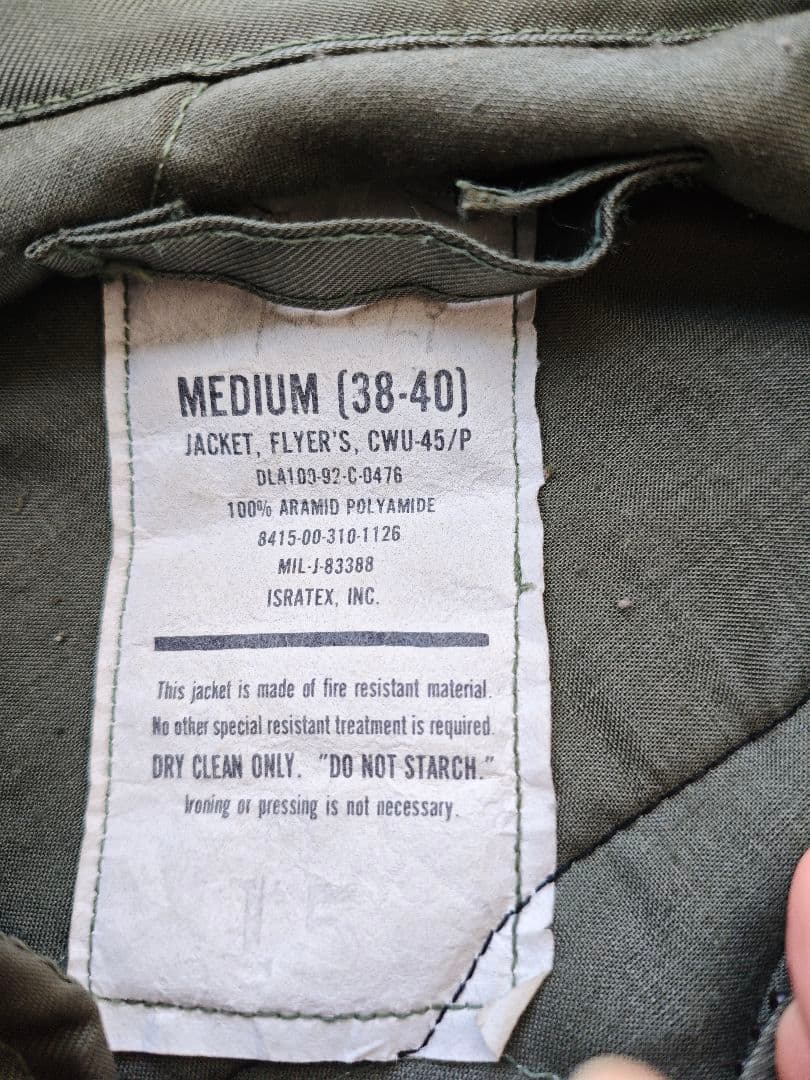 MEDIUM (38-40)
JACKET, FLYER'S, CWU-45/P
DLA100-92-C-0476
100% ARAMID POLYAMIDE
8415-00-310-1126
MIL-J-83388
ISRATEX, INC.
This jacket is made of fire resistant material.
No other special resistant treatment is required.
DRY CLEAN ONLY. "DO NOT STARCH."
Ironing or pressing is not necessary.